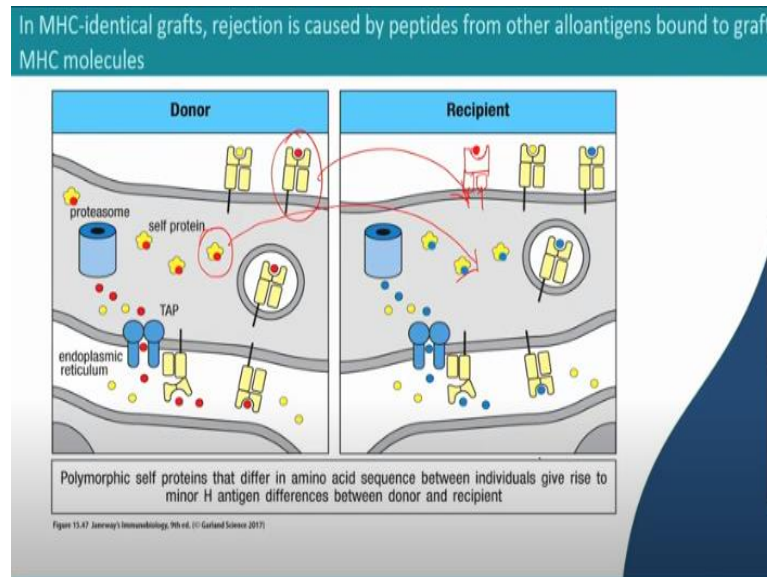 In MHC-identical grafts, rejection is caused by peptides from other alloantigens bound to graft
MHC molecules
Donor
Recipient
proteasome
self protein
TAP
endoplasmic
reticulum
Polymorphic self proteins that differ in amino acid sequence between individuals give rise to
minor H antigen differences between donor and recipient
Figure 15.47 Janeway's Immunobiology, 9th ed. (© Garland Science 2017)